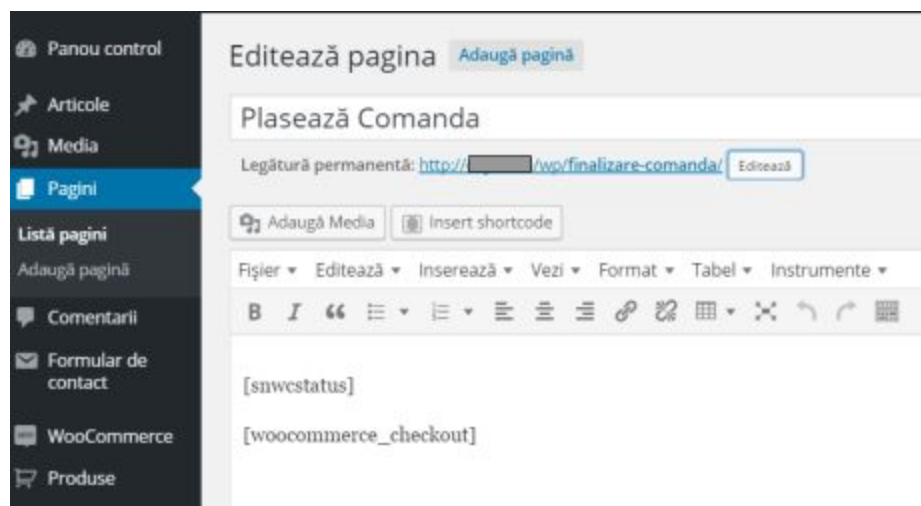 Panou control
Articole
Media
Pagini
Listă pagini
Adaugă pagină
Comentarii
Formular de
contact
WooCommerce
Produse
Editează pagina Adaugă pagină
Plasează Comanda
Legătură permanentă: http:// /wp/finalizare-comanda/ Editează
Adaugă Media Insert shortcode
Fișier Editează Inserează Vezi Format Tabel Instrumente
[snwcstatus]
[woocommerce_checkout]